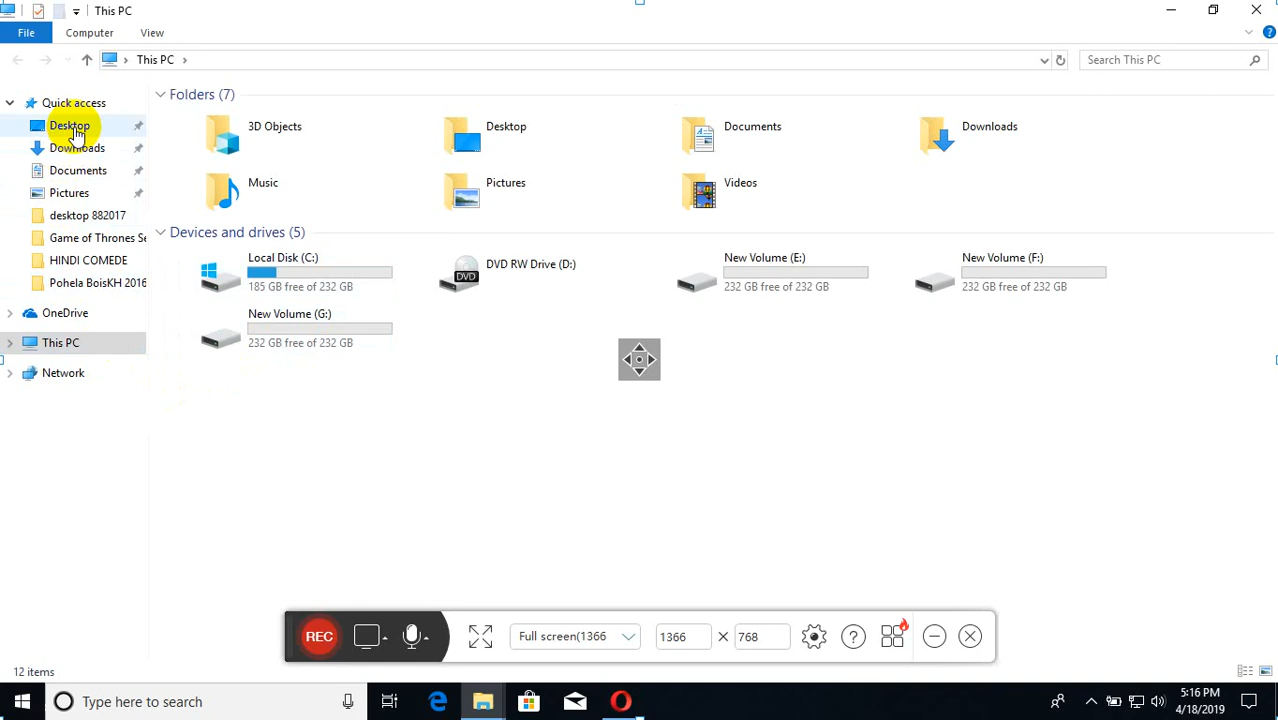 This PC
File Computer View
This PC Search This PC
Quick access
Desktop
Downloads
Documents
Pictures
desktop 882017
Game of Thrones Se
HINDI COMEDE
Pohela BoisKH 2016
OneDrive
This PC
Network
Folders (7)
3D Objects Desktop Documents Downloads
Music Pictures Videos
Devices and drives (5)
Local Disk (C:)
185 GB free of 232 GB
DVD RW Drive (D:)
DVD
New Volume (E:)
232 GB free of 232 GB
New Volume (F:)
232 GB free of 232 GB
New Volume (G:)
232 GB free of 232 GB
REC Full screen(1366 1366 × 768
12 items
Type here to search
5:16 PM
4/18/2019